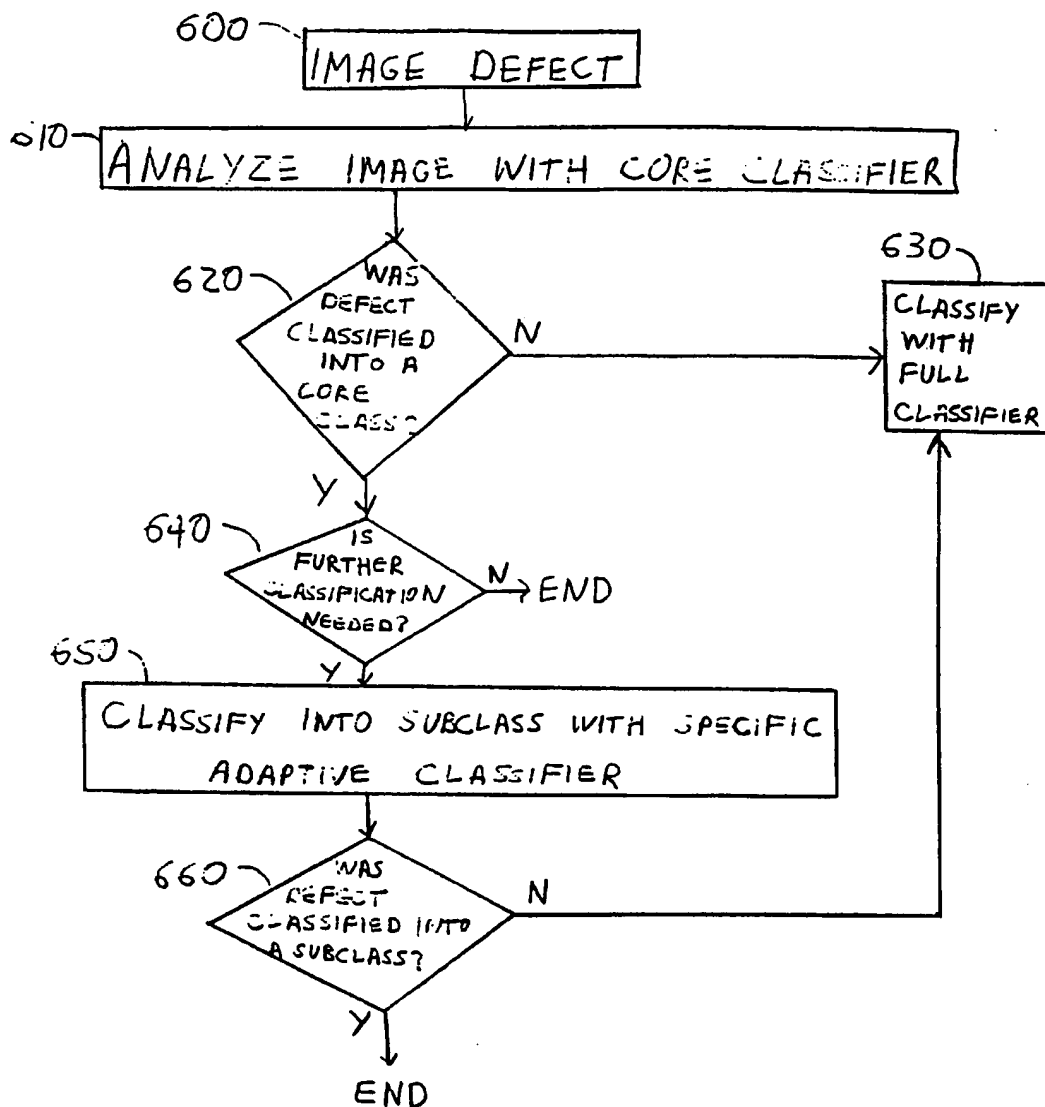 600
IMAGE DEFECT
610
ANALYZE IMAGE WITH CORE CLASSIFIER
620
WAS
DEFECT
CLASSIFIED
INTO A
CORE
CLASS?
N
630
CLASSIFY
WITH
FULL
CLASSIFIER
Y
640
IS
FURTHER
CLASSIFICATION
NEEDED?
N
END
Y
650
CLASSIFY INTO SUBCLASS WITH SPECIFIC
ADAPTIVE CLASSIFIER
660
WAS
DEFECT
CLASSIFIED INTO
A SUBCLASS?
N
Y
END